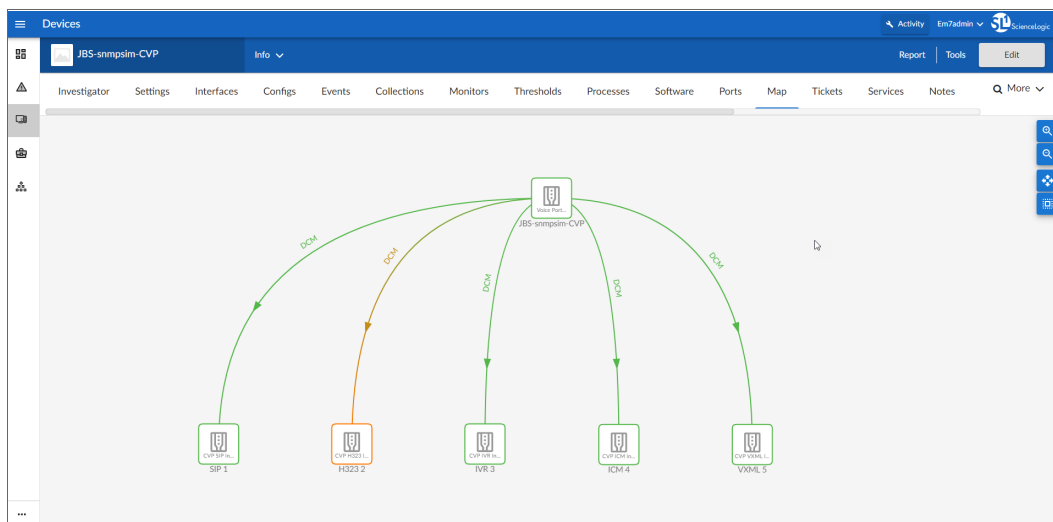 Devices
Activity
Em7admin
SL1 ScienceLogic
JBS-snmpsim-CVP
Info
Report
Tools
Edit
Investigator
Settings
Interfaces
Configs
Events
Collections
Monitors
Thresholds
Processes
Software
Ports
Map
Tickets
Services
Notes
More
Voice Port...
JBS-snmpsim-CVP
DCM
DCM
DCM
DCM
DCM
CVP SIP In...
SIP 1
CVP H323 I...
H323 2
CVP IVR In...
IVR 3
CVP ICM In...
ICM 4
CVP VXML I...
VXML 5